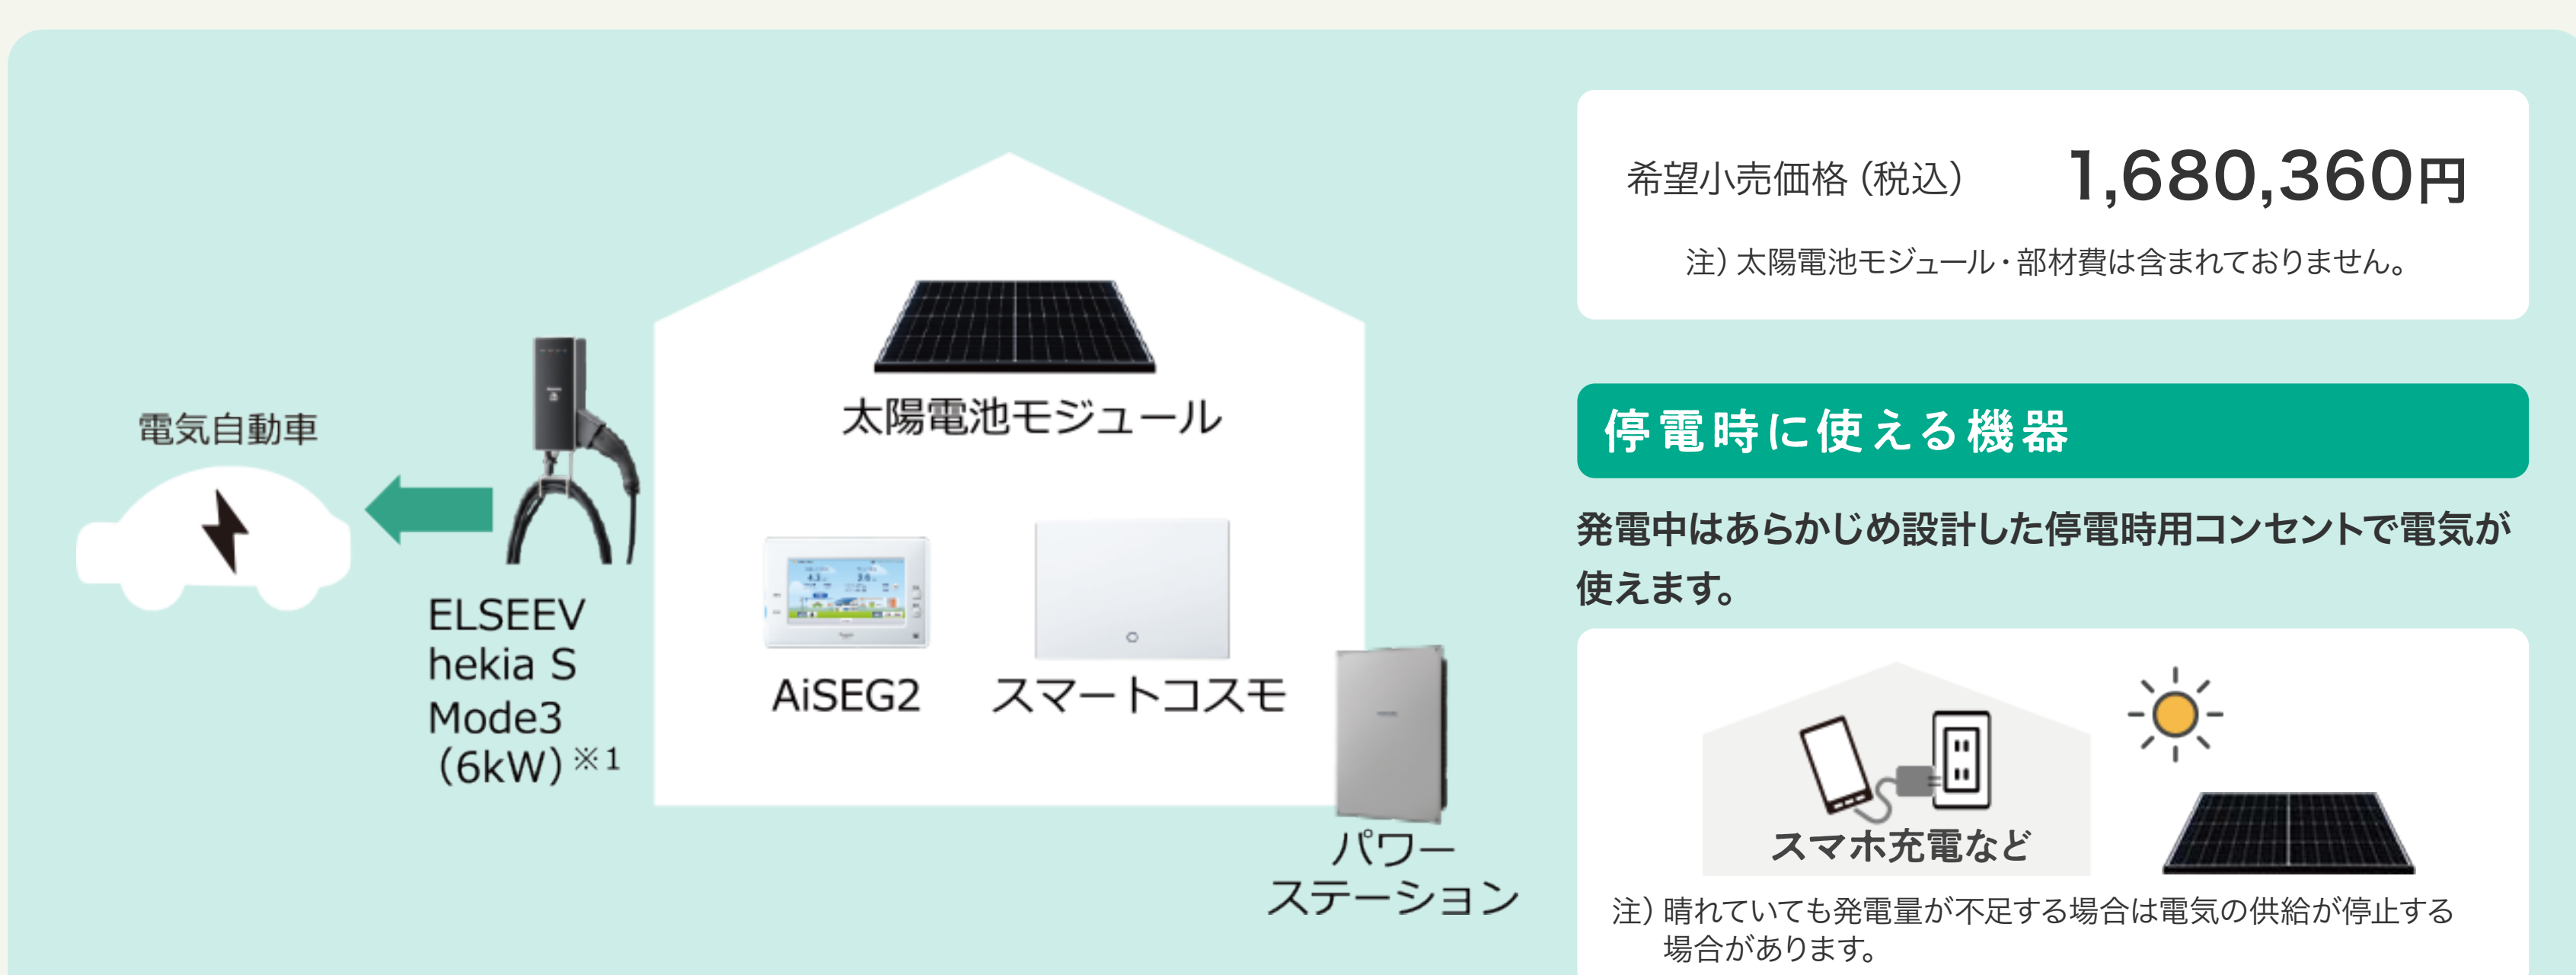 希望小売価格（税込） 1,680,360円
注）太陽電池モジュール・部材費は含まれておりません。
太陽電池モジュール
電気自動車
ELSEEV
hekia S
Mode3
（6kW）※1
AiSEG2
スマートコスモ
パワー
ステーション
停電時に使える機器
発電中はあらかじめ設計した停電時用コンセントで電気が
使えます。
スマホ充電など
注）晴れていても発電量が不足する場合は電気の供給が停止する
場合があります。